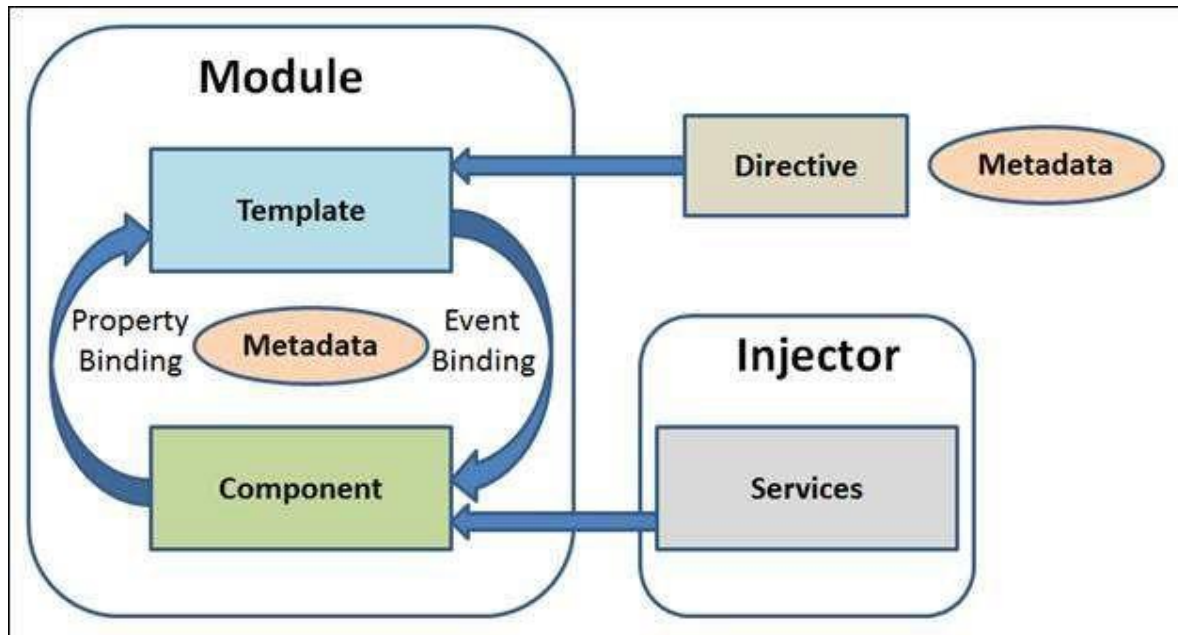 Module
Template
Directive
Metadata
Property
Binding
Metadata
Event
Binding
Injector
Component
Services